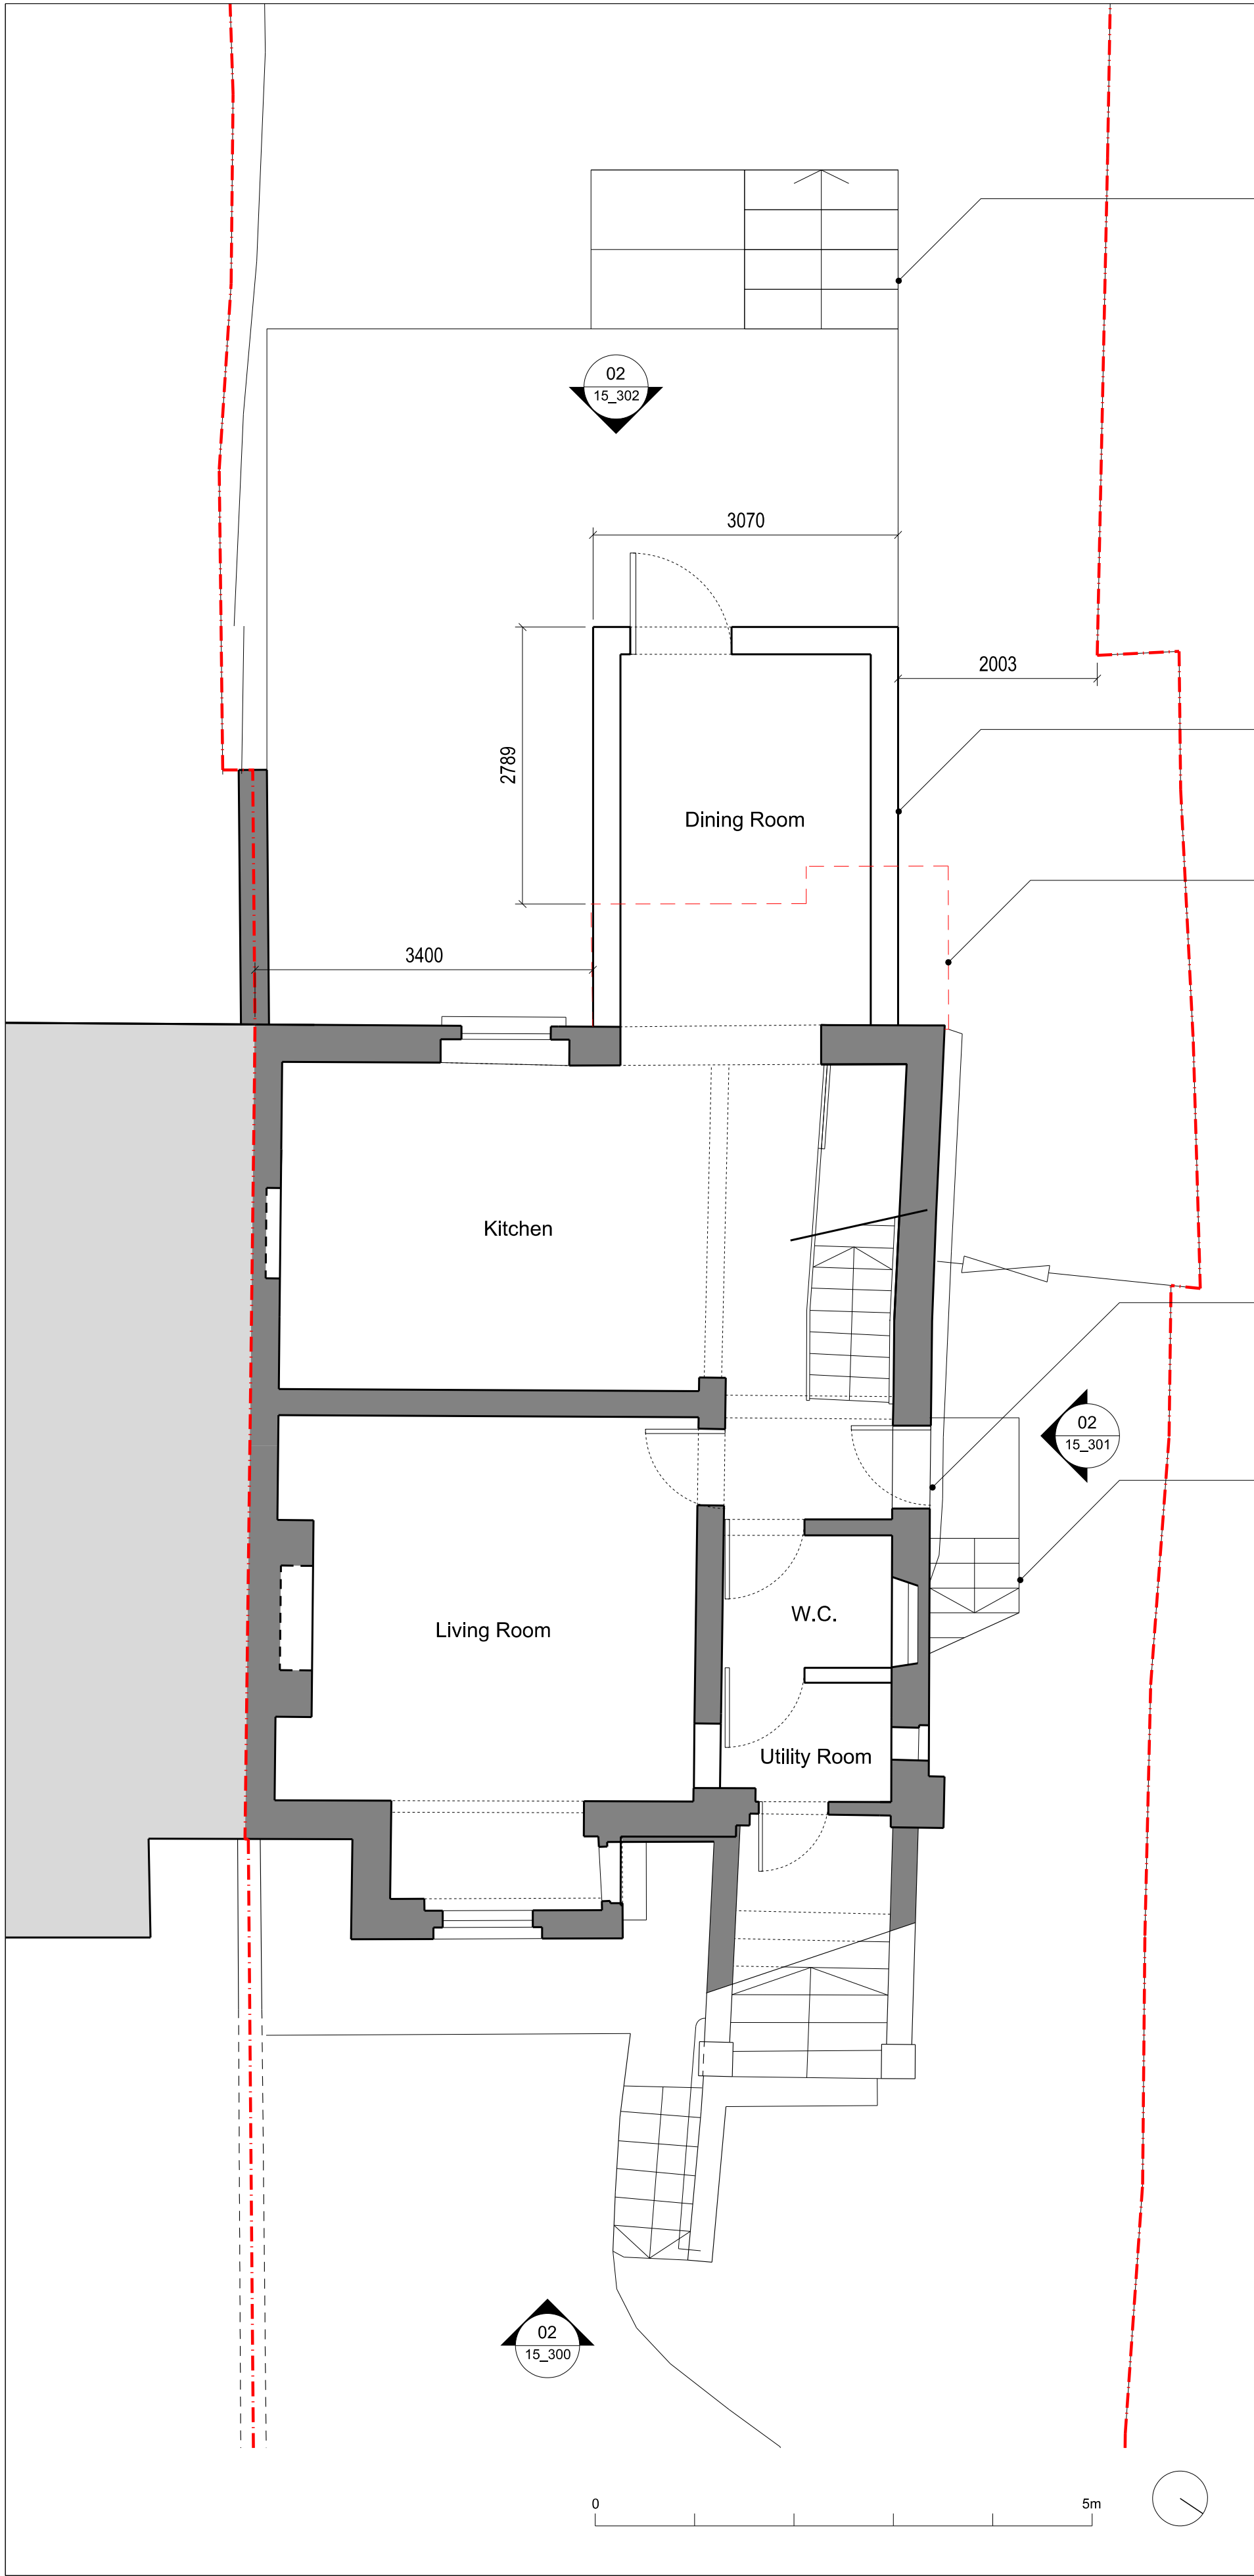 02
15_302
3070
2003
2789
Dining Room
3400
Kitchen
02
15_301
W.C.
Living Room
Utility Room
02
15_300
0
5m